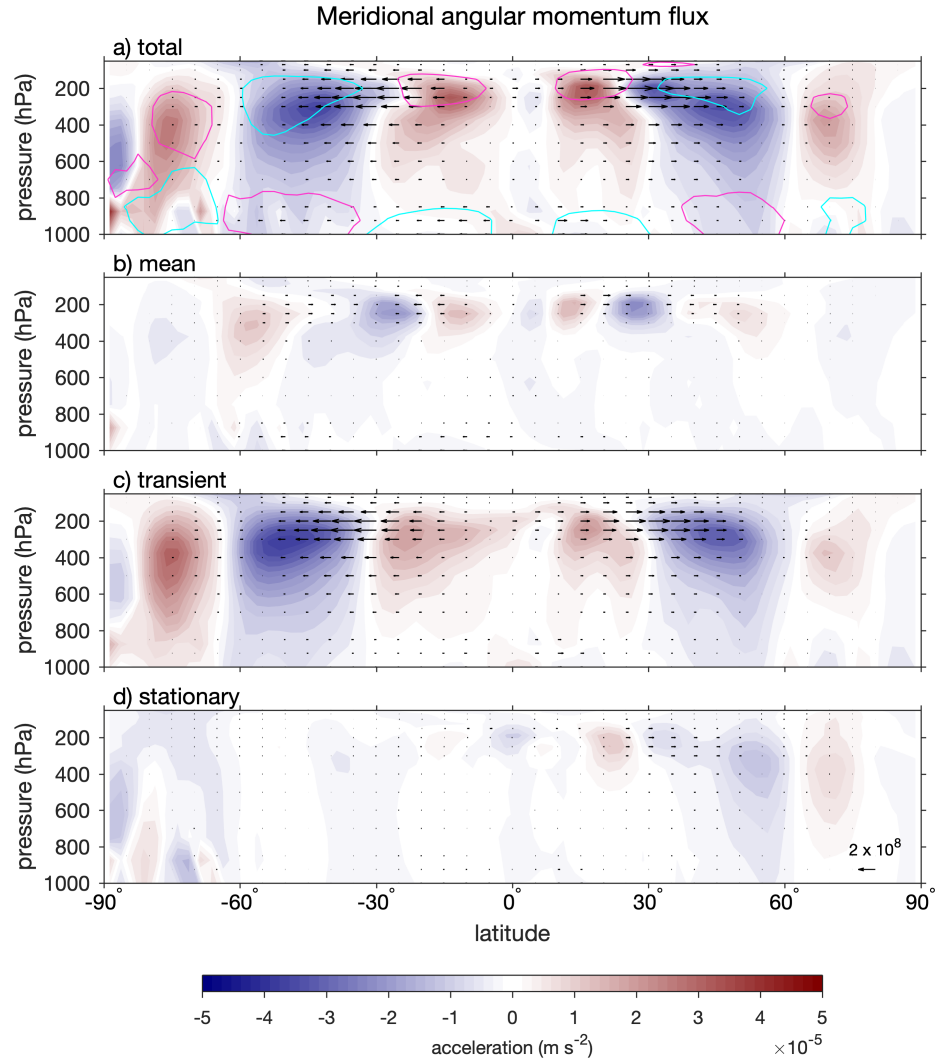 Meridional angular momentum flux
a) total
pressure (hPa)
200
400
600
800
1000
b) mean
pressure (hPa)
200
400
600
800
1000
c) transient
pressure (hPa)
200
400
600
800
1000
d) stationary
pressure (hPa)
200
400
600
800
1000
2 x 10⁸
-90° -60° -30° 0° 30° 60° 90°
latitude
-5 -4 -3 -2 -1 0 1 2 3 4 5
acceleration (m s⁻²)
×10⁻⁵